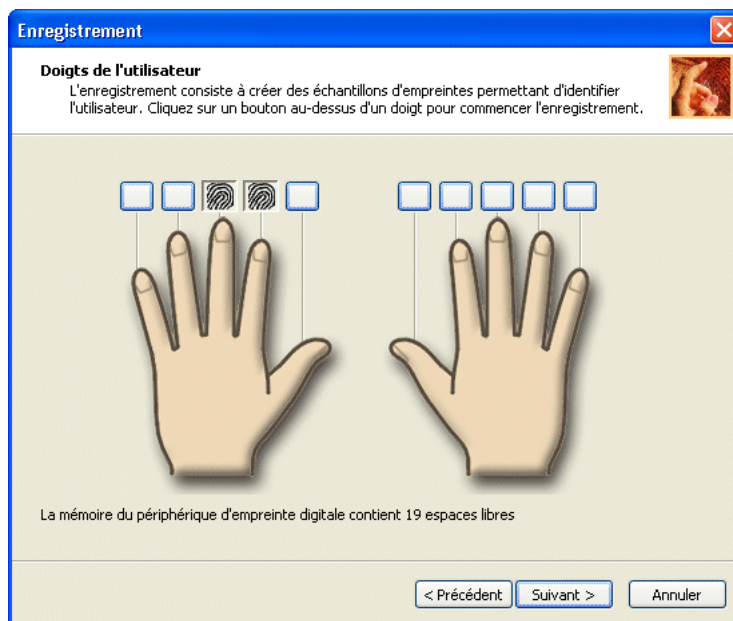 Enregistrement
Doigts de l'utilisateur
L'enregistrement consiste à créer des échantillons d'empreintes permettant d'identifier
l'utilisateur. Cliquez sur un bouton au-dessus d'un doigt pour commencer l'enregistrement.
La mémoire du périphérique d'empreinte digitale contient 19 espaces libres
< Précédent Suivant > Annuler